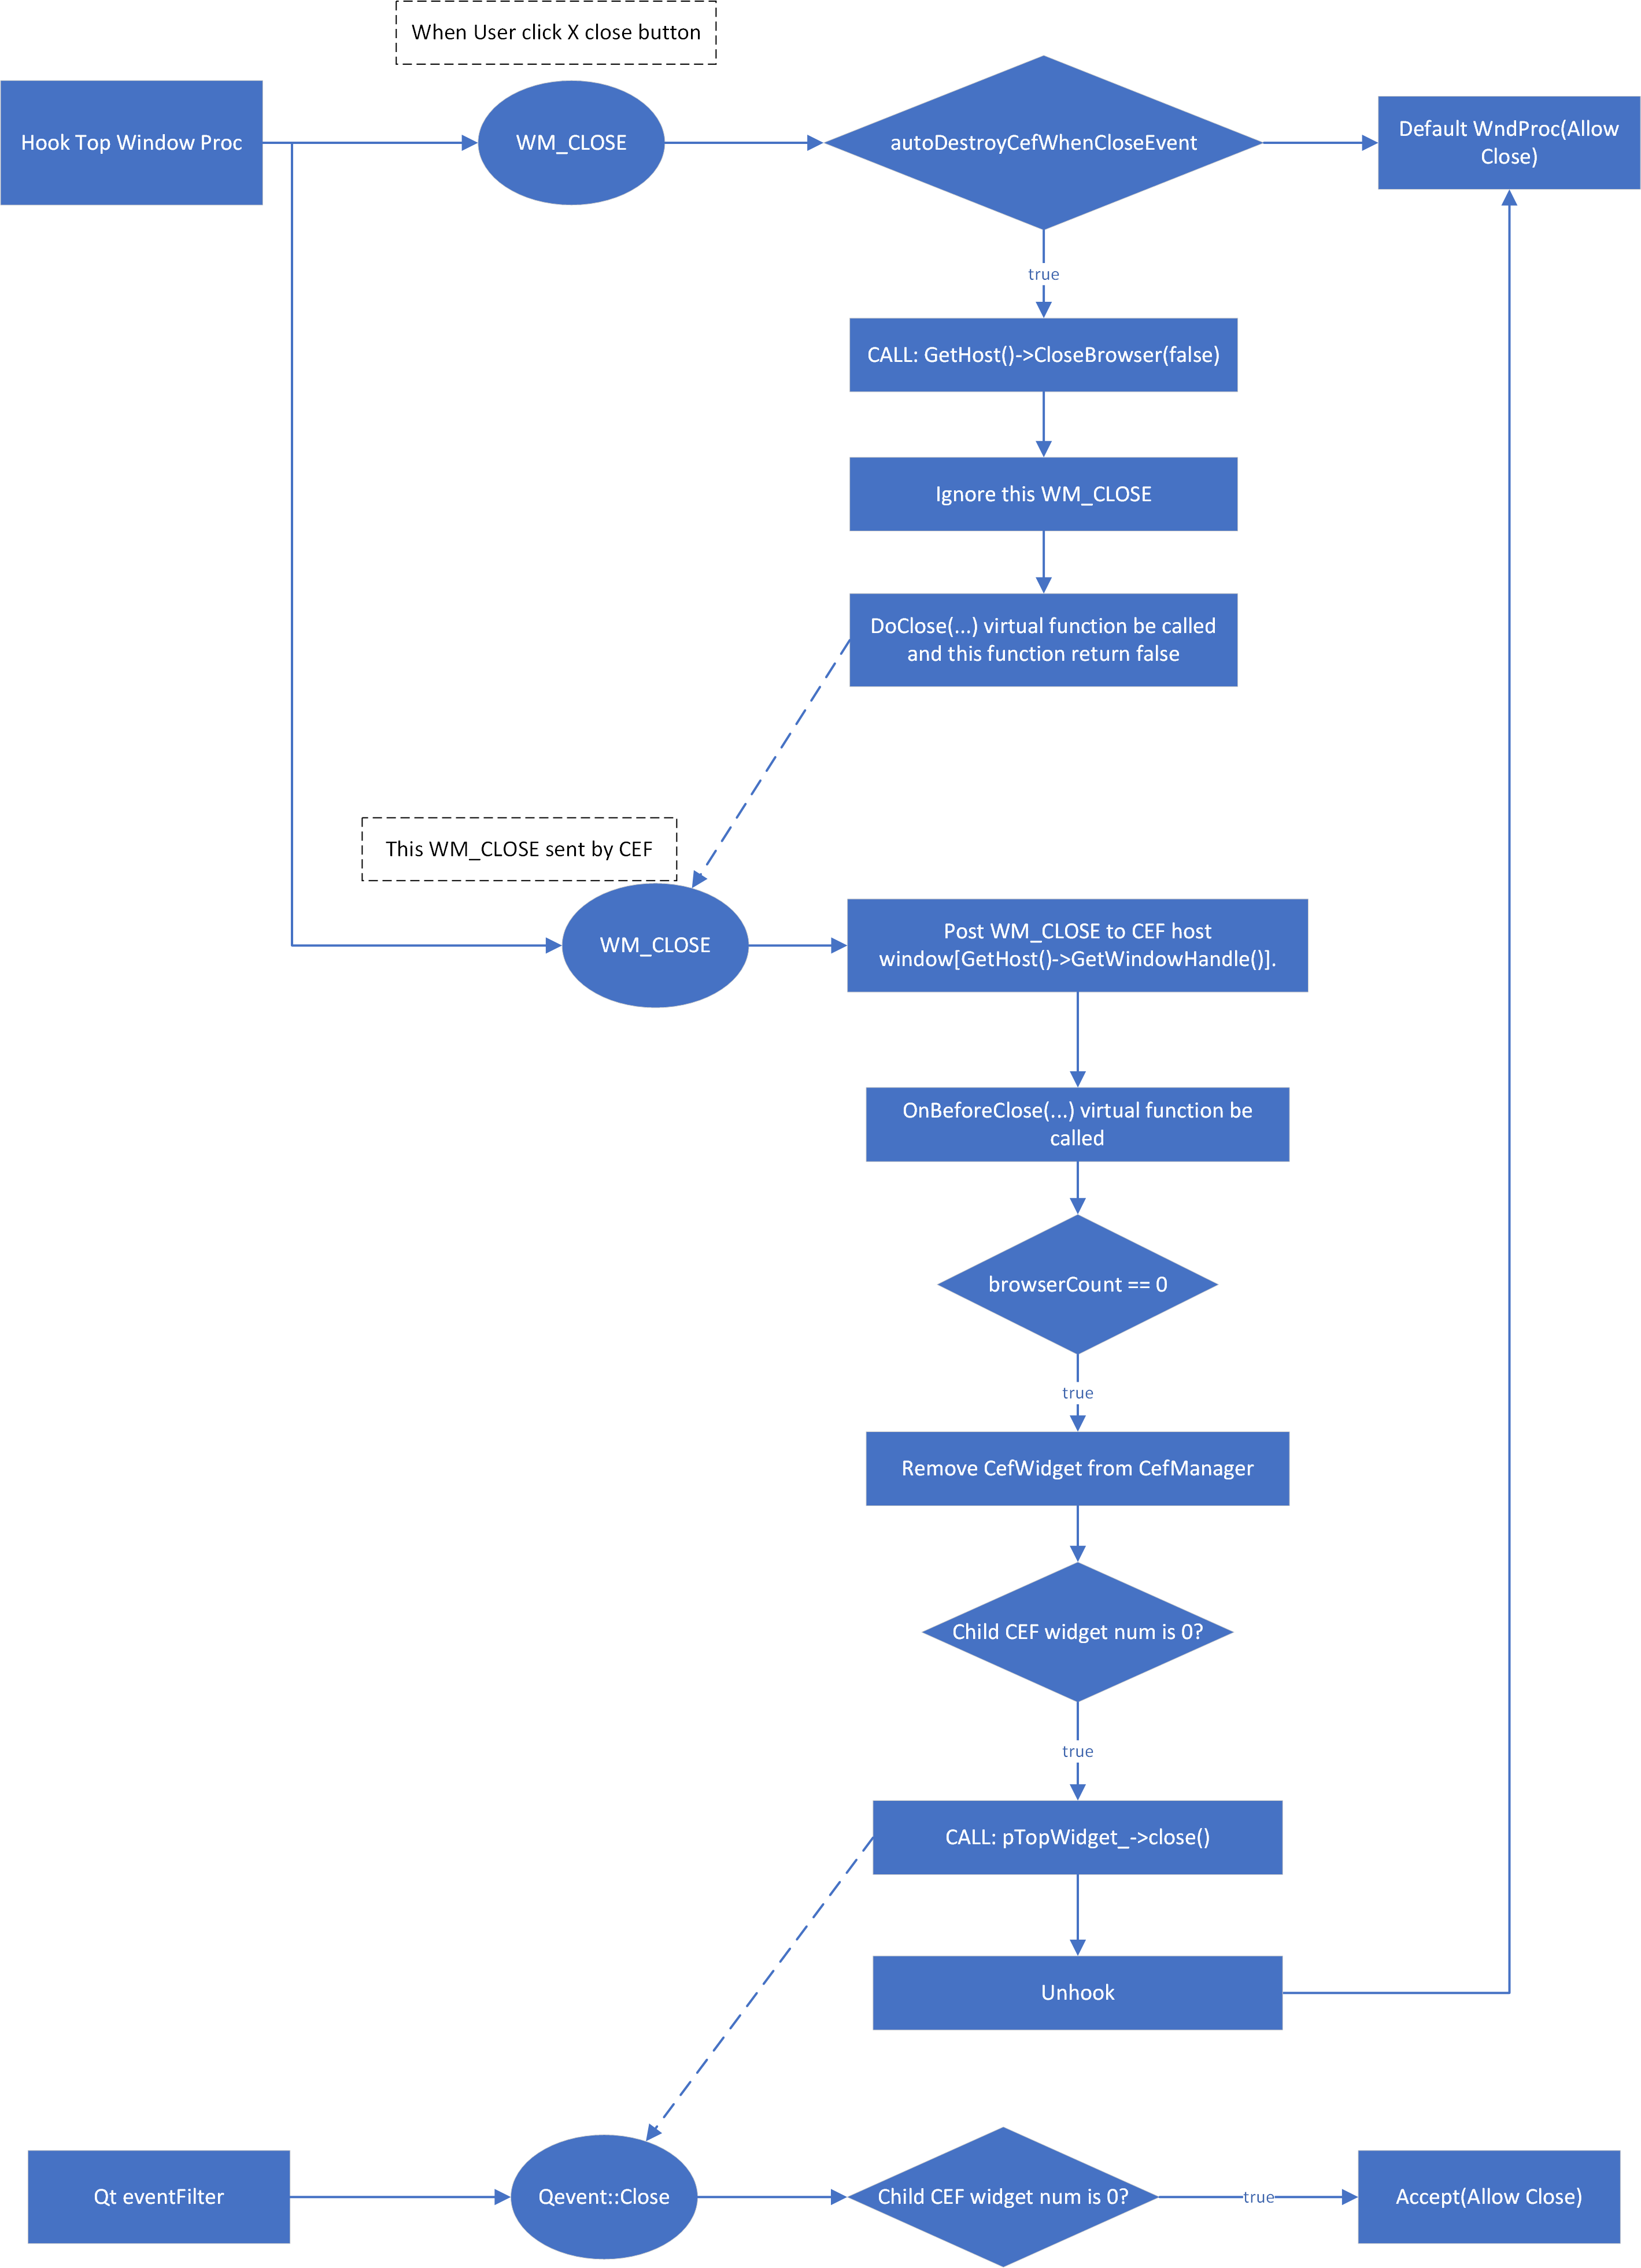 When User click X close button
Hook Top Window Proc
WM_CLOSE
autoDestroyCefWhenCloseEvent
Default WndProc(Allow
Close)
true
CALL: GetHost()->CloseBrowser(false)
Ignore this WM_CLOSE
DoClose(...) virtual function be called
and this function return false
This WM_CLOSE sent by CEF
WM_CLOSE
Post WM_CLOSE to CEF host
window[GetHost()->GetWindowHandle()].
OnBeforeClose(...) virtual function be
called
browserCount == 0
true
Remove CefWidget from CefManager
Child CEF widget num is 0?
true
CALL: pTopWidget_->close()
Unhook
Qt eventFilter
Qevent::Close
Child CEF widget num is 0?
true
Accept(Allow Close)